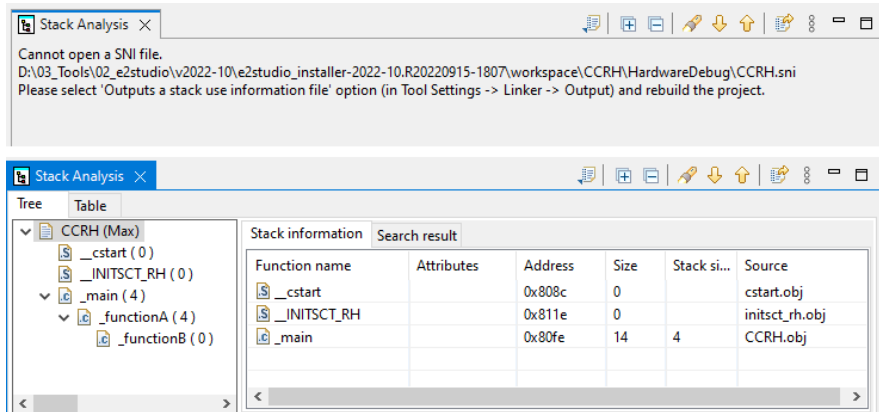 Stack Analysis
Cannot open a SNI file.
D:\03_Tools\02_e2studio\v2022-10\e2studio_installer-2022-10.R20220915-1807\workspace\CCRH\HardwareDebug\CCRH.sni
Please select 'Outputs a stack use information file' option (in Tool Settings -> Linker -> Output) and rebuild the project.
Stack Analysis
Tree Table
CCRH (Max)
__cstart ( 0 )
__INITSCT_RH ( 0 )
_main ( 4 )
_functionA ( 4 )
_functionB ( 0 )
Stack information Search result
Function name Attributes Address Size Stack si... Source
__cstart 0x808c 0 cstart.obj
__INITSCT_RH 0x811e 0 initsct_rh.obj
_main 0x80fe 14 4 CCRH.obj